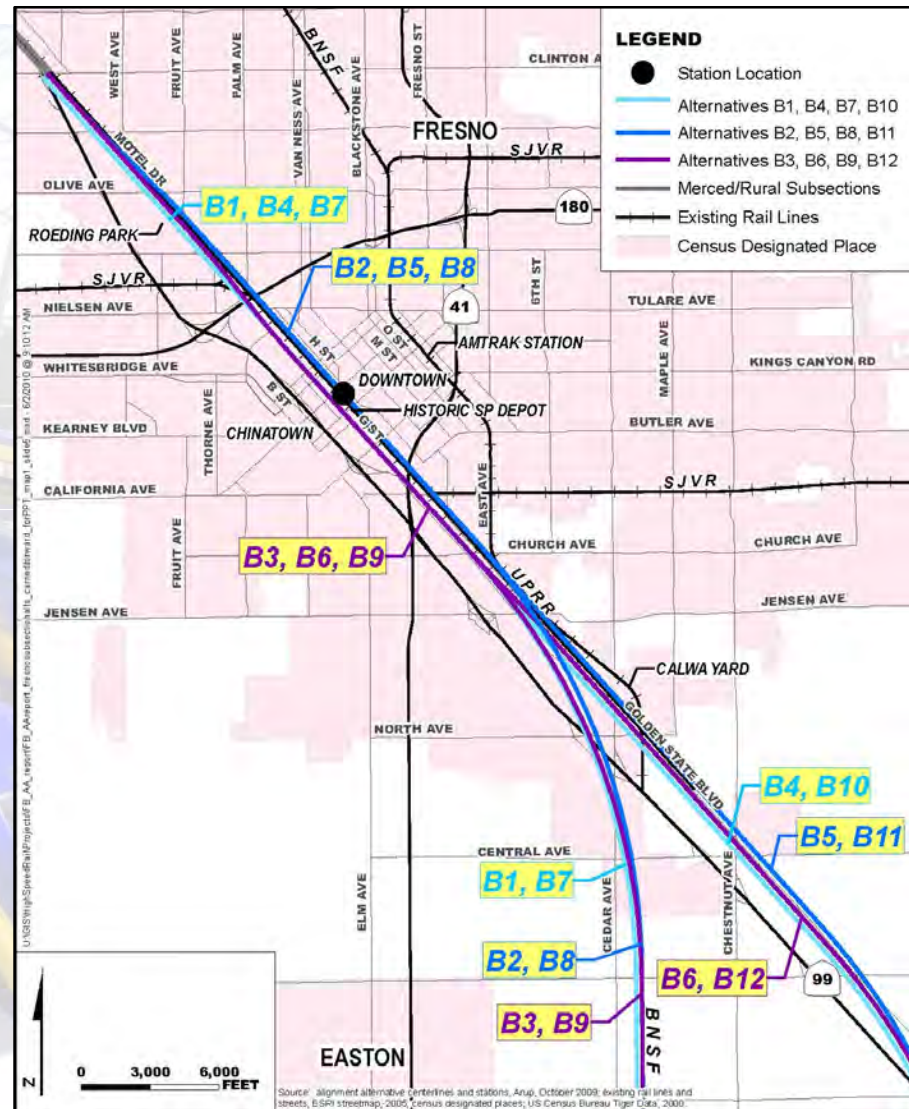 WEST AVE
FRUIT AVE
PALM AVE
VAN NESS AVE
BNSF
BLACKSTONE AVE
FRESNO ST
CLINTON A
FRESNO
SJVR
MOTEL DR
OLIVE AVE
B1, B4, B7
ROEDING PARK
180
B2, B5, B8
SJVR
NIELSEN AVE
41
6TH ST
TULARE AVE
MAPLE AVE
H ST
O ST
M ST
AMTRAK STATION
WHITESBRIDGE AVE
KINGS CANYON RD
B ST
DOWNTOWN
HISTORIC SP DEPOT
G ST
THORNE AVE
CHINATOWN
KEARNEY BLVD
BUTLER AVE
CALIFORNIA AVE
EAST AVE
SJVR
B3, B6, B9
FRUIT AVE
CHURCH AVE
CHURCH AVE
UPRR
JENSEN AVE
JENSEN AVE
CALWA YARD
NORTH AVE
GOLDEN STATE BLVD
B4, B10
B5, B11
CENTRAL AVE
B1, B7
ELM AVE
CEDAR AVE
CHESTNUT AVE
B2, B8
B6, B12
99
B3, B9
BNSF
EASTON
LEGEND
Station Location
Alternatives B1, B4, B7, B10
Alternatives B2, B5, B8, B11
Alternatives B3, B6, B9, B12
Merced/Rural Subsections
Existing Rail Lines
Census Designated Place
Z
0 3,000 6,000
FEET
Source: alignment alternative centerlines and stations, Arup, October 2009; existing rail lines and
streets, ESRI streetmap, 2005; census designated places; US Census Bureau Tiger Data, 2000.